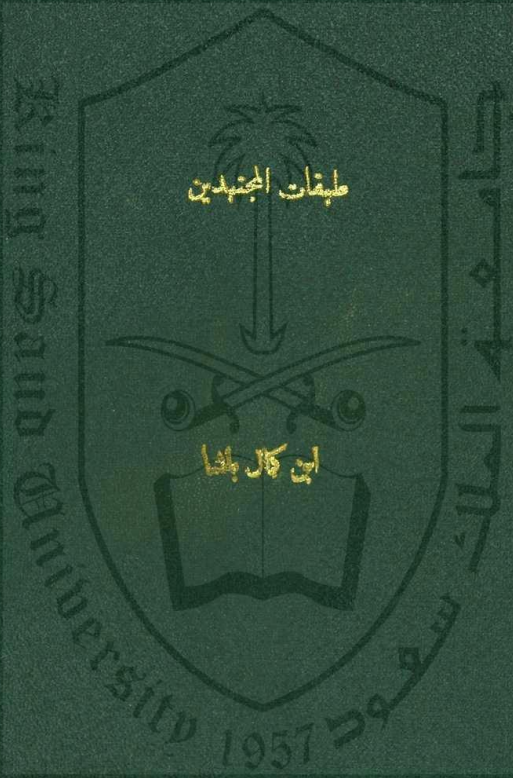 طبقات المجتهدين
ابن كمال باشا
King Saud University 1957
جامعة الملك سعود